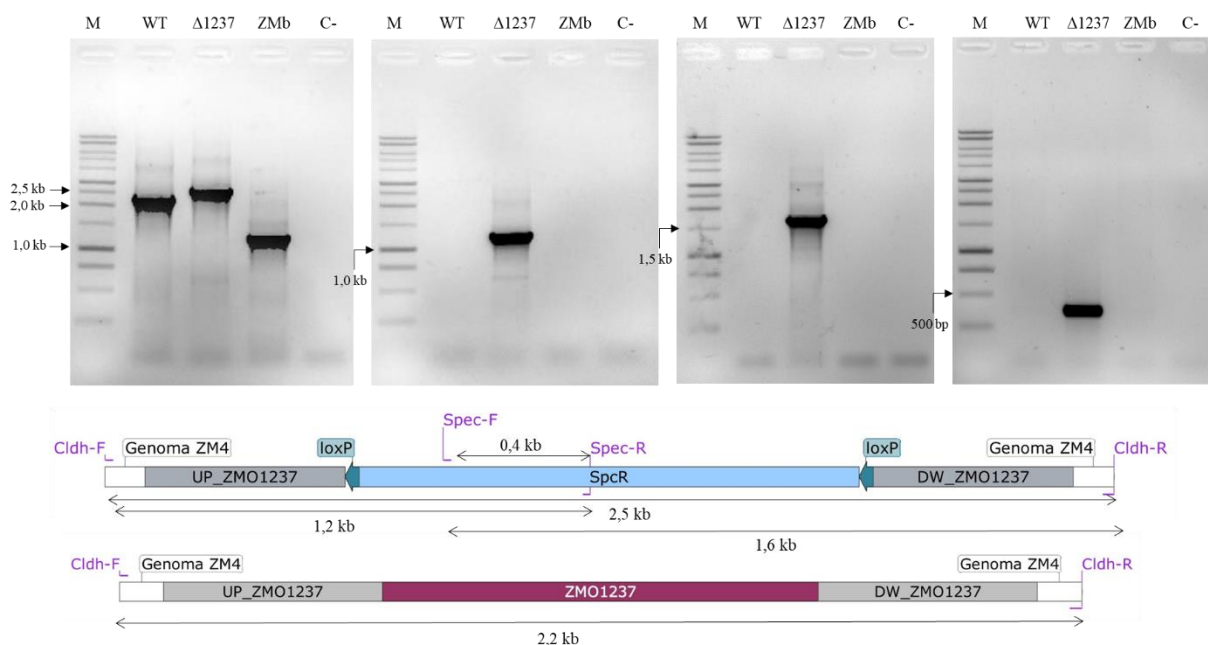 M WT Δ1237 ZMb C-
M WT Δ1237 ZMb C-
M WT Δ1237 ZMb C-
M WT Δ1237 ZMb C-
2,5 kb
2,0 kb
1,0 kb
1,0 kb
1,5 kb
500 bp
Spec-F
Cldh-F Genoma ZM4 loxP 0,4 kb Spec-R loxP Genoma ZM4 Cldh-R
UP_ZMO1237 SpcR DW_ZMO1237
2,5 kb
1,2 kb
1,6 kb
Cldh-F Genoma ZM4 Genoma ZM4 Cldh-R
UP_ZMO1237 ZMO1237 DW_ZMO1237
2,2 kb